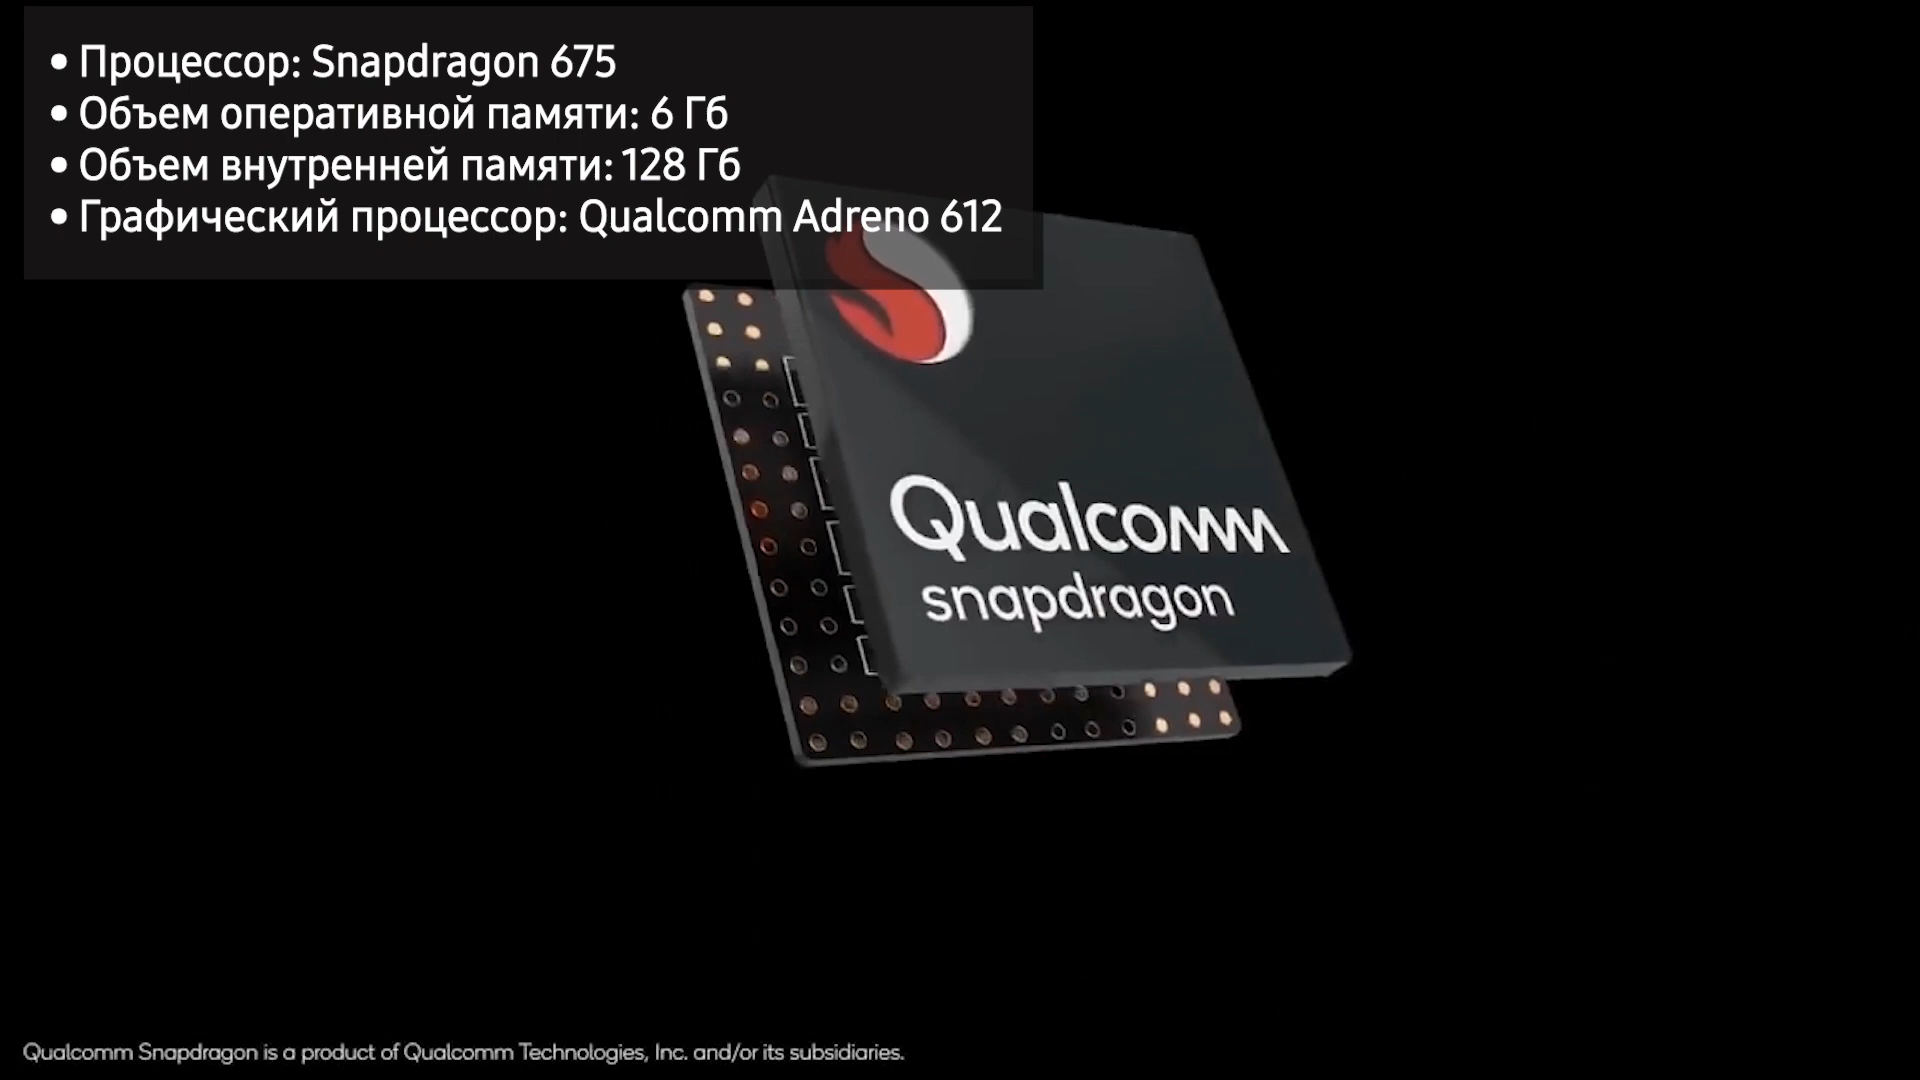 • Процессор: Snapdragon 675
• Объем оперативной памяти: 6 Гб
• Объем внутренней памяти: 128 Гб
• Графический процессор: Qualcomm Adreno 612
Qualcomm
snapdragon
Qualcomm Snapdragon is a product of Qualcomm Technologies, Inc. and/or its subsidiaries.